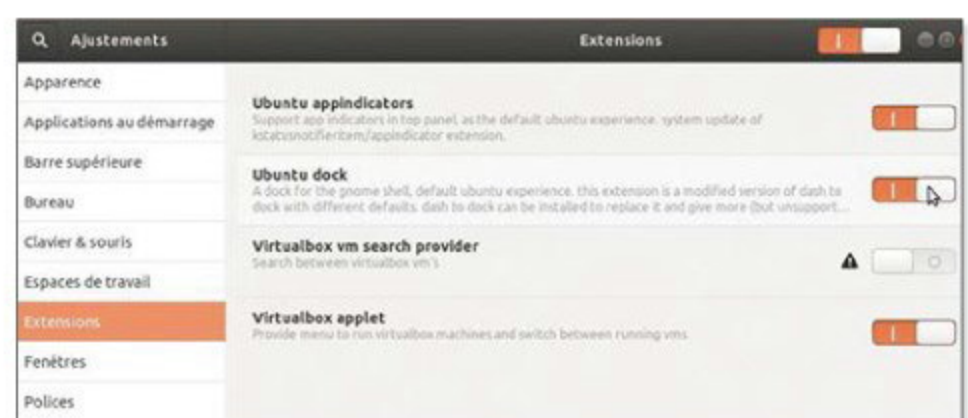 Ajustements
Extensions
Apparence
Applications au démarrage
Barre supérieure
Bureau
Clavier & souris
Espaces de travail
Extensions
Fenêtres
Polices
Ubuntu appindicators
Support app indicators in top panel, as the default ubuntu experience. system update of
kstatusnotifieritem/appindicator extension.
Ubuntu dock
A dock for the gnome shell, default ubuntu experience. this extension is a modified version of dash to
dock with different defaults. dash to dock can be installed to replace it and give more (but unsupport...
Virtualbox vm search provider
Search between virtualbox vm's
Virtualbox applet
Provide menu to run virtualbox machines and switch between running vms.